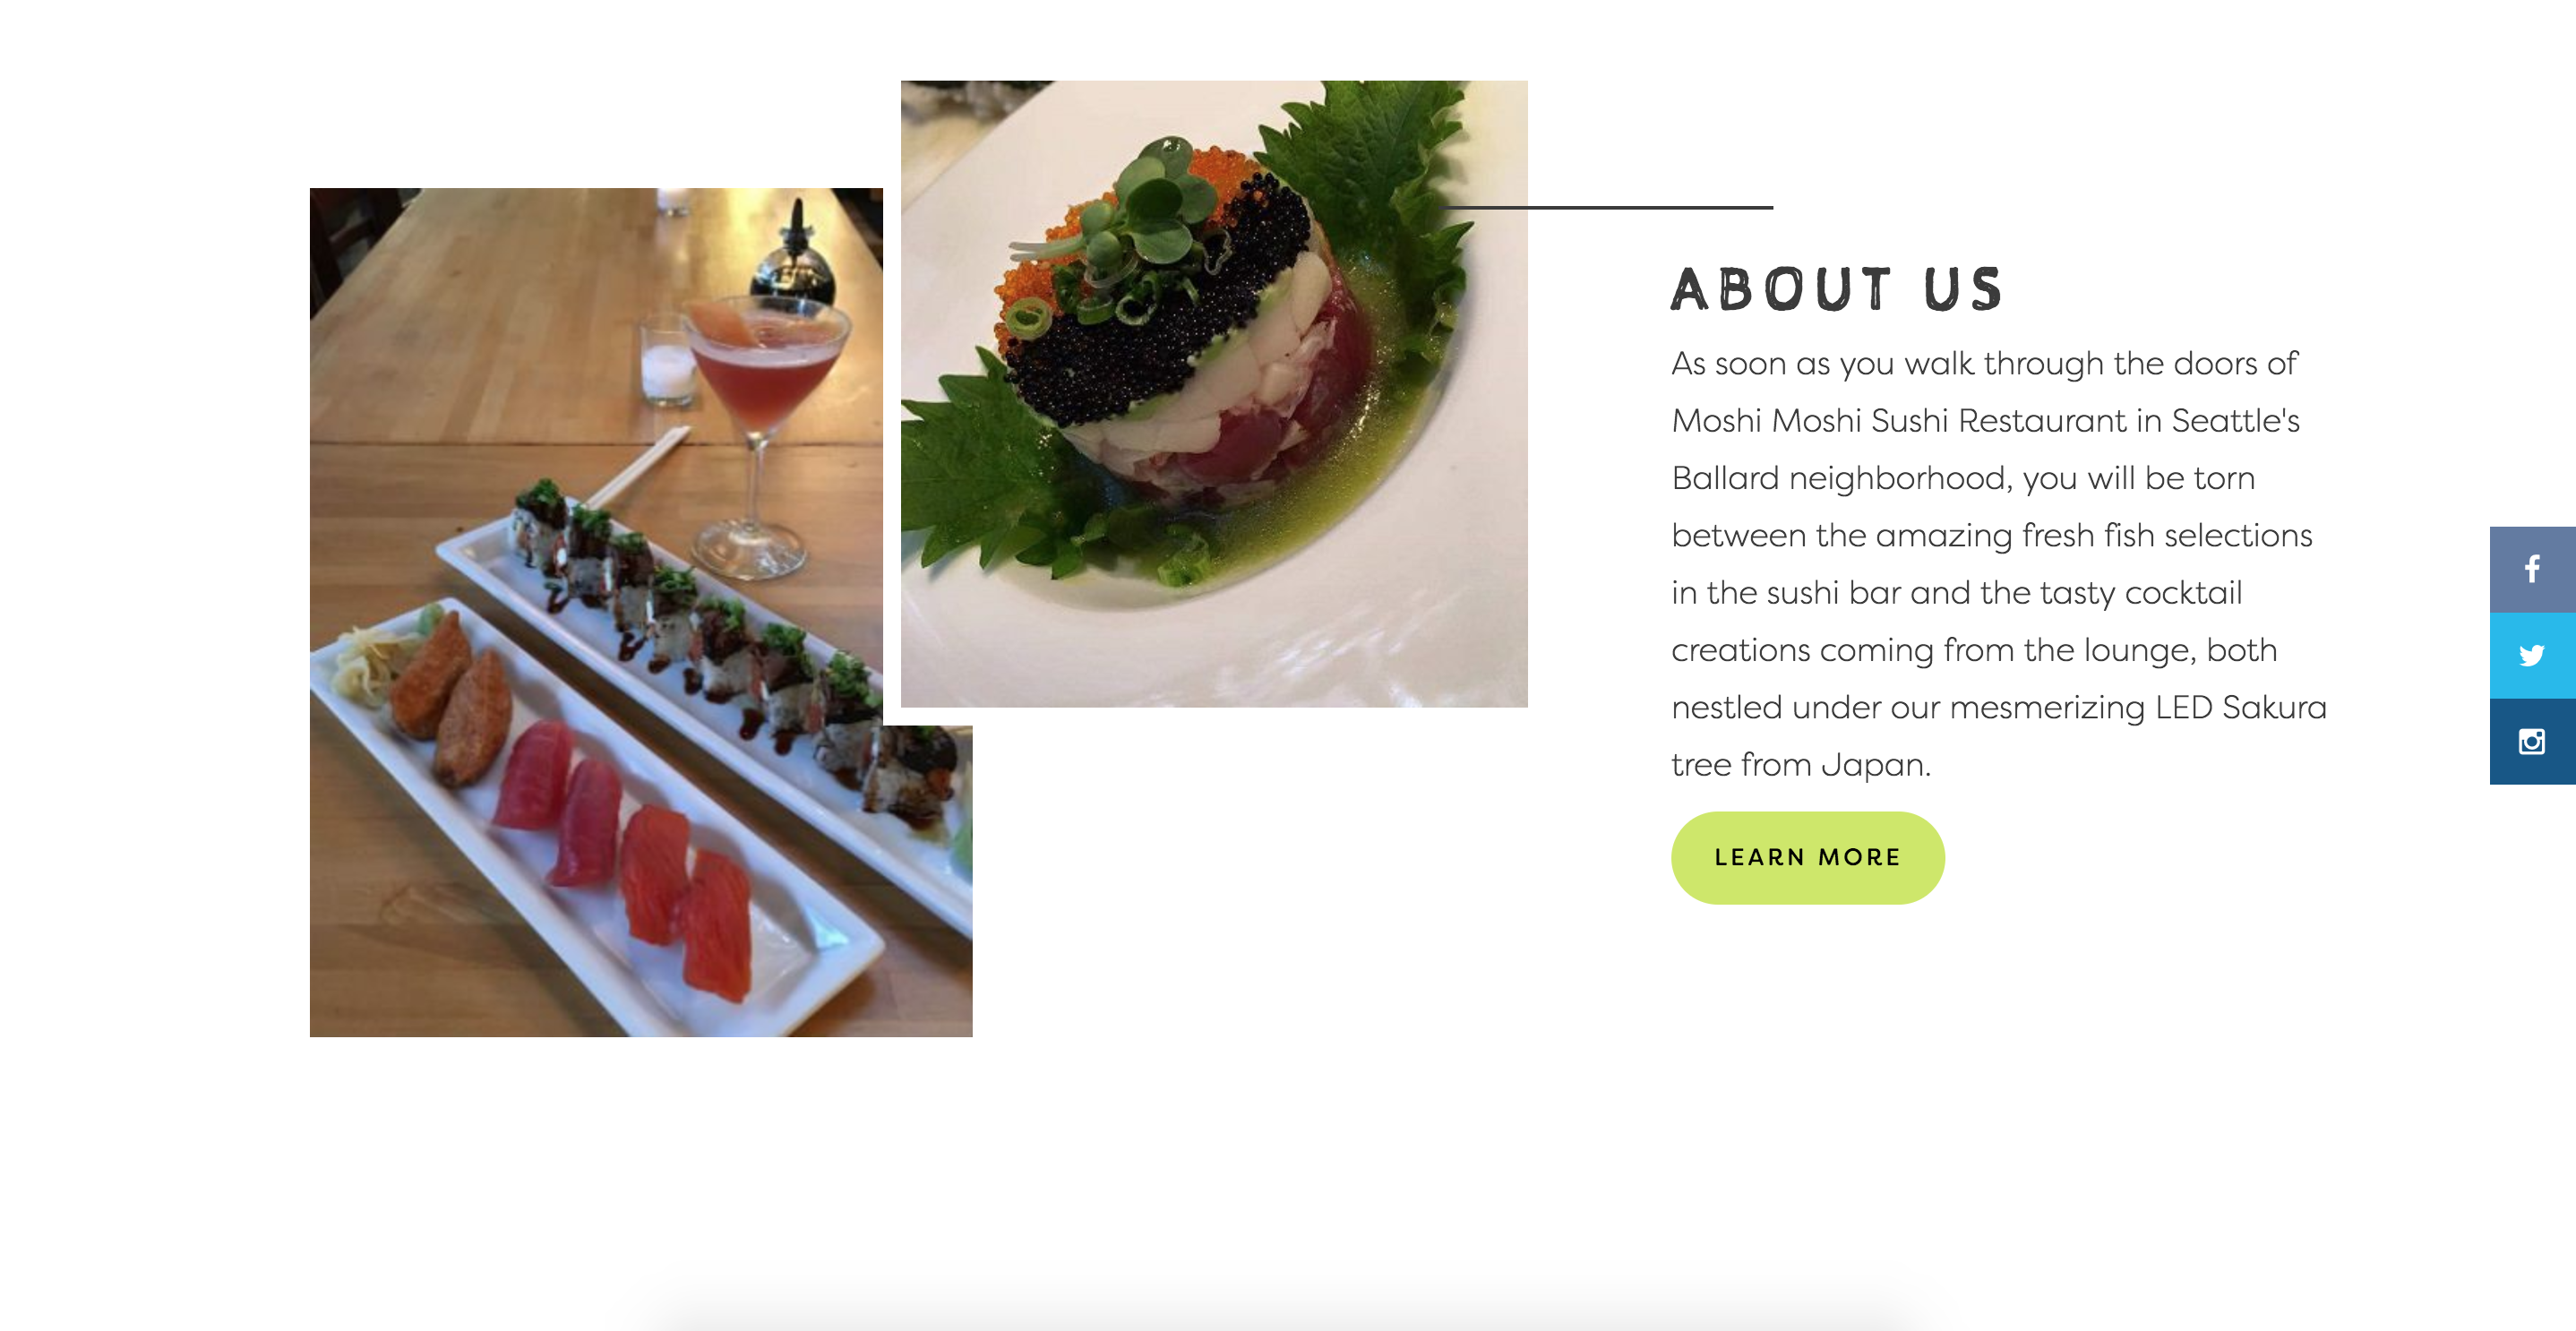 ABOUT US
As soon as you walk through the doors of
Moshi Moshi Sushi Restaurant in Seattle's
Ballard neighborhood, you will be torn
between the amazing fresh fish selections
in the sushi bar and the tasty cocktail
creations coming from the lounge, both
nestled under our mesmerizing LED Sakura
tree from Japan.
LEARN MORE